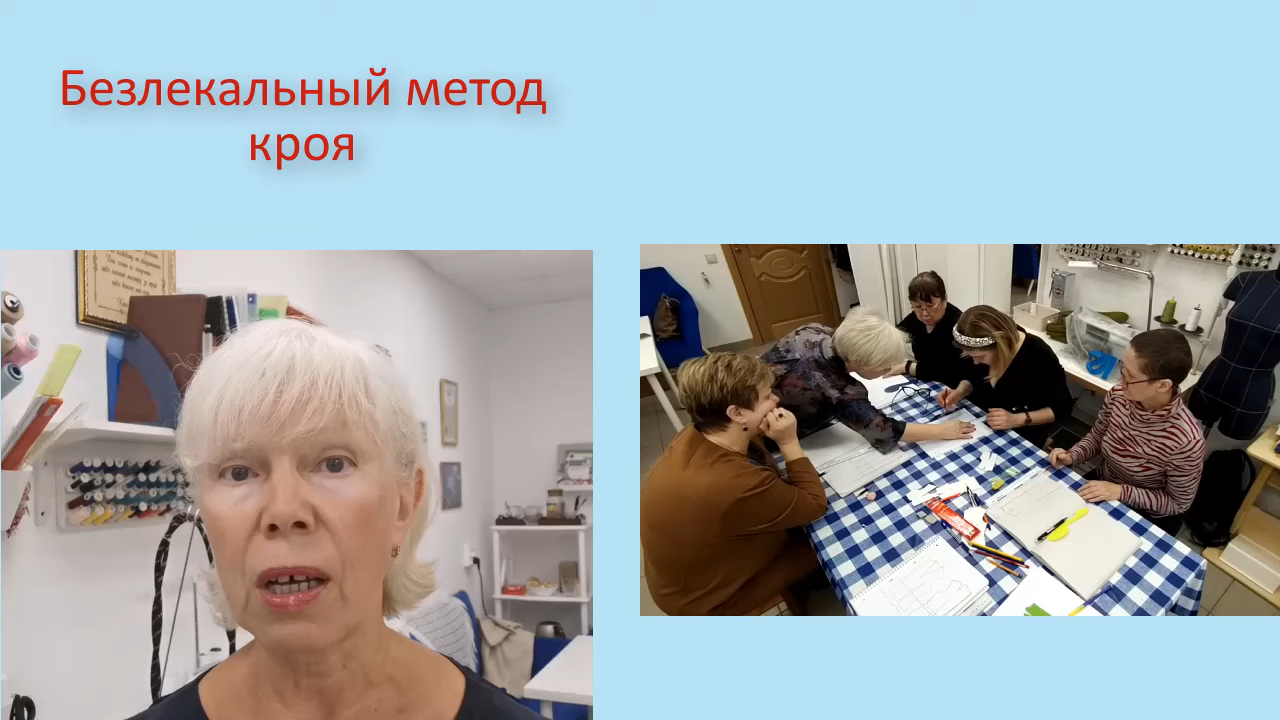 Безлекальный метод
кроя